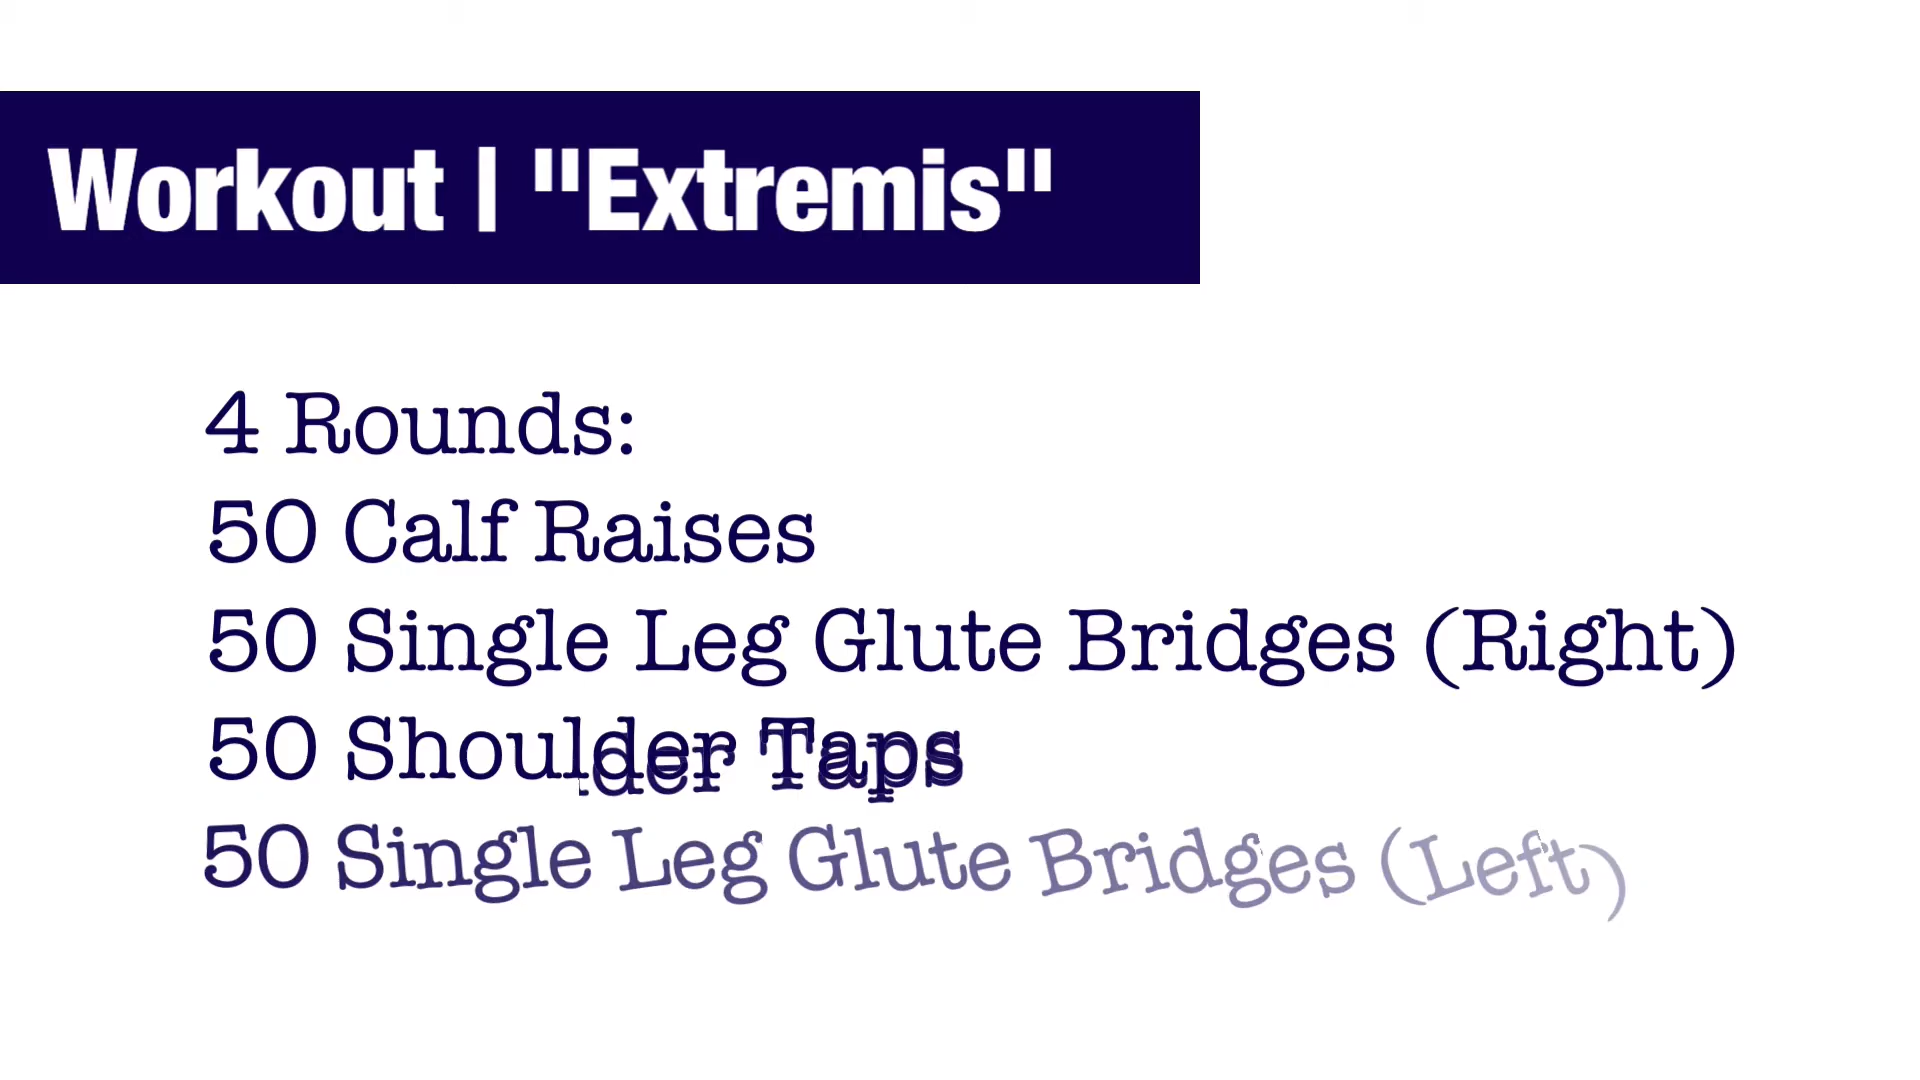 Workout | "Extremis"
4 Rounds:
50 Calf Raises
50 Single Leg Glute Bridges (Right)
50 Shoulder Taps
50 Single Leg Glute Bridges (Left)